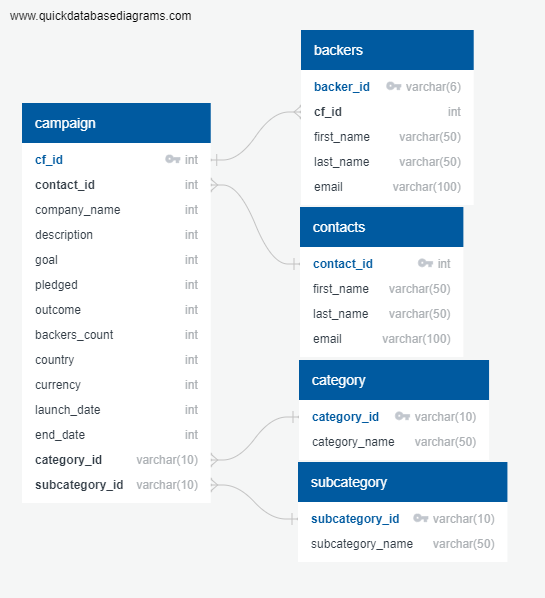 www.quickdatabasediagrams.com
campaign
cf_id int
contact_id int
company_name int
description int
goal int
pledged int
outcome int
backers_count int
country int
currency int
launch_date int
end_date int
category_id varchar(10)
subcategory_id varchar(10)
backers
backer_id varchar(6)
cf_id int
first_name varchar(50)
last_name varchar(50)
email varchar(100)
contacts
contact_id int
first_name varchar(50)
last_name varchar(50)
email varchar(100)
category
category_id varchar(10)
category_name varchar(50)
subcategory
subcategory_id varchar(10)
subcategory_name varchar(50)